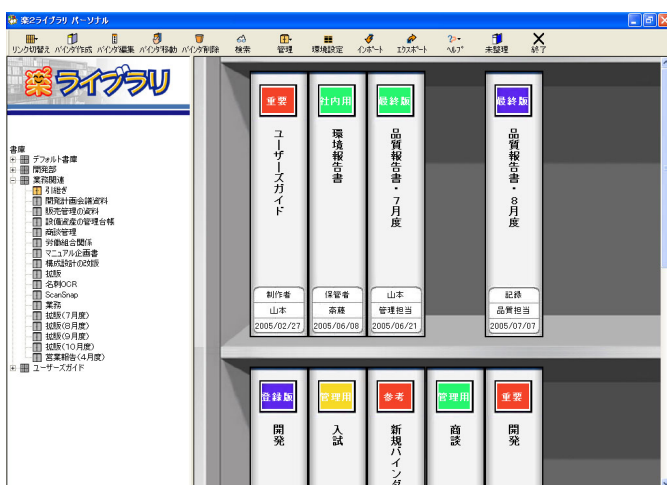 楽2ライブラリ パーソナル
リンク切替え バインダ作成 バインダ編集 バインダ移動 バインダ削除 検索 管理 環境設定 インポート エクスポート ヘルプ 未整理 終了
楽ライブラリ
書庫
デフォルト書庫
開発部
業務関連
引継ぎ
開発計画会議資料
販売管理の資料
設備資産の管理台帳
商談管理
労働組合関係
マニュアル企画書
構成設計の改版
拡販
名刺OCR
ScanSnap
業務
拡販(7月度)
拡販(8月度)
拡販(9月度)
拡販(10月度)
営業報告(4月度)
ユーザーズガイド
重要
ユーザーズガイド
制作者
山本
2005/02/27
社内用
環境報告書
保管者
斎藤
2005/06/08
最終版
品質報告書・7月度
山本
管理担当
2005/06/21
最終版
品質報告書・8月度
記録
品質担当
2005/07/07
登録版
開発
管理用
入試
参考
新規バインダ
管理用
商談
重要
開発